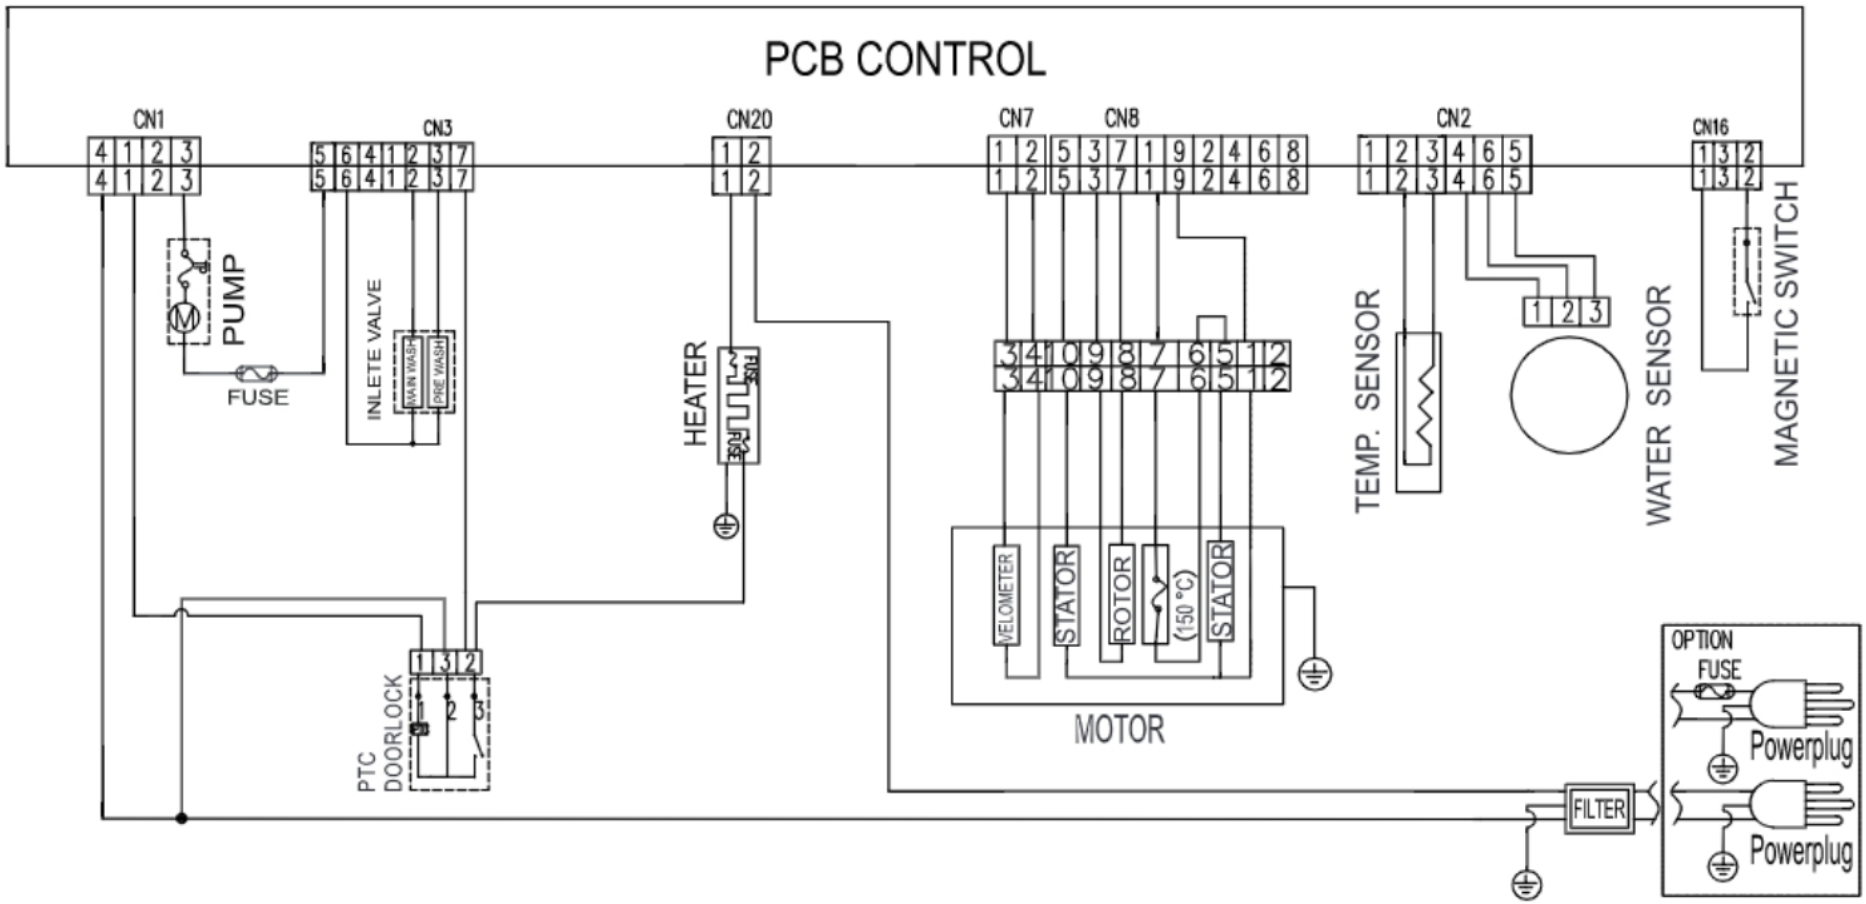 PCB CONTROL
CN1
CN3
CN20
CN7
CN8
CN2
CN16
4 1 2 3
4 1 2 3
5 6 4 1 2 3 7
5 6 4 1 2 3 7
1 2
1 2
1 2
1 2
5 3 7 1 9 2 4 6 8
5 3 7 1 9 2 4 6 8
1 2 3 4 6 5
1 2 3 4 6 5
1 3 2
1 3 2
M
PUMP
FUSE
INLETE VALVE
MAIN WASH
PRE WASH
HEATER
FUSE
FUSE
3 4 10 9 8 7 6 5 1 2
3 4 10 9 8 7 6 5 1 2
TEMP. SENSOR
1 2 3
WATER SENSOR
MAGNETIC SWITCH
VELOMETER
STATOR
ROTOR
(150 °C)
STATOR
MOTOR
1 3 2
1 2 3
PTC
DOORLOCK
FILTER
OPTION
FUSE
Powerplug
Powerplug